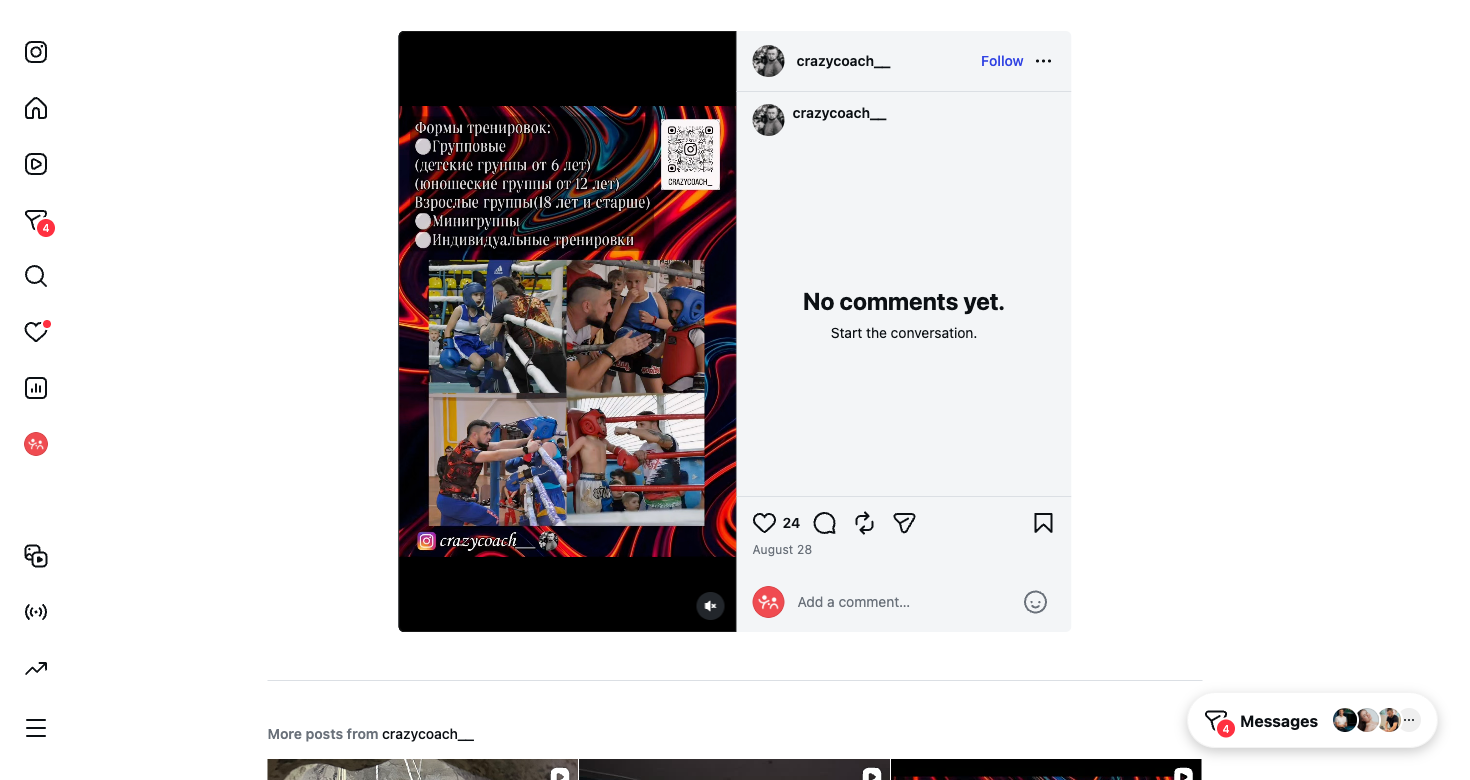 Формы тренировок:
Групповые
(детские группы от 6 лет)
(юношеские группы от 12 лет)
Взрослые группы(18 лет и старше)
Минигруппы
Индивидуальные тренировки
CRAZYCOACH_
crazycoach__
crazycoach__
Follow
crazycoach__
No comments yet.
Start the conversation.
24
August 28
Add a comment...
4
More posts from crazycoach__
4
Messages